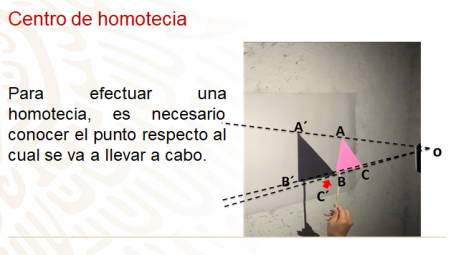 Centro de homotecia
Para efectuar una
homotecia, es necesario
conocer el punto respecto al
cual se va a llevar a cabo.
A´
A
O
B´
B
C
C´